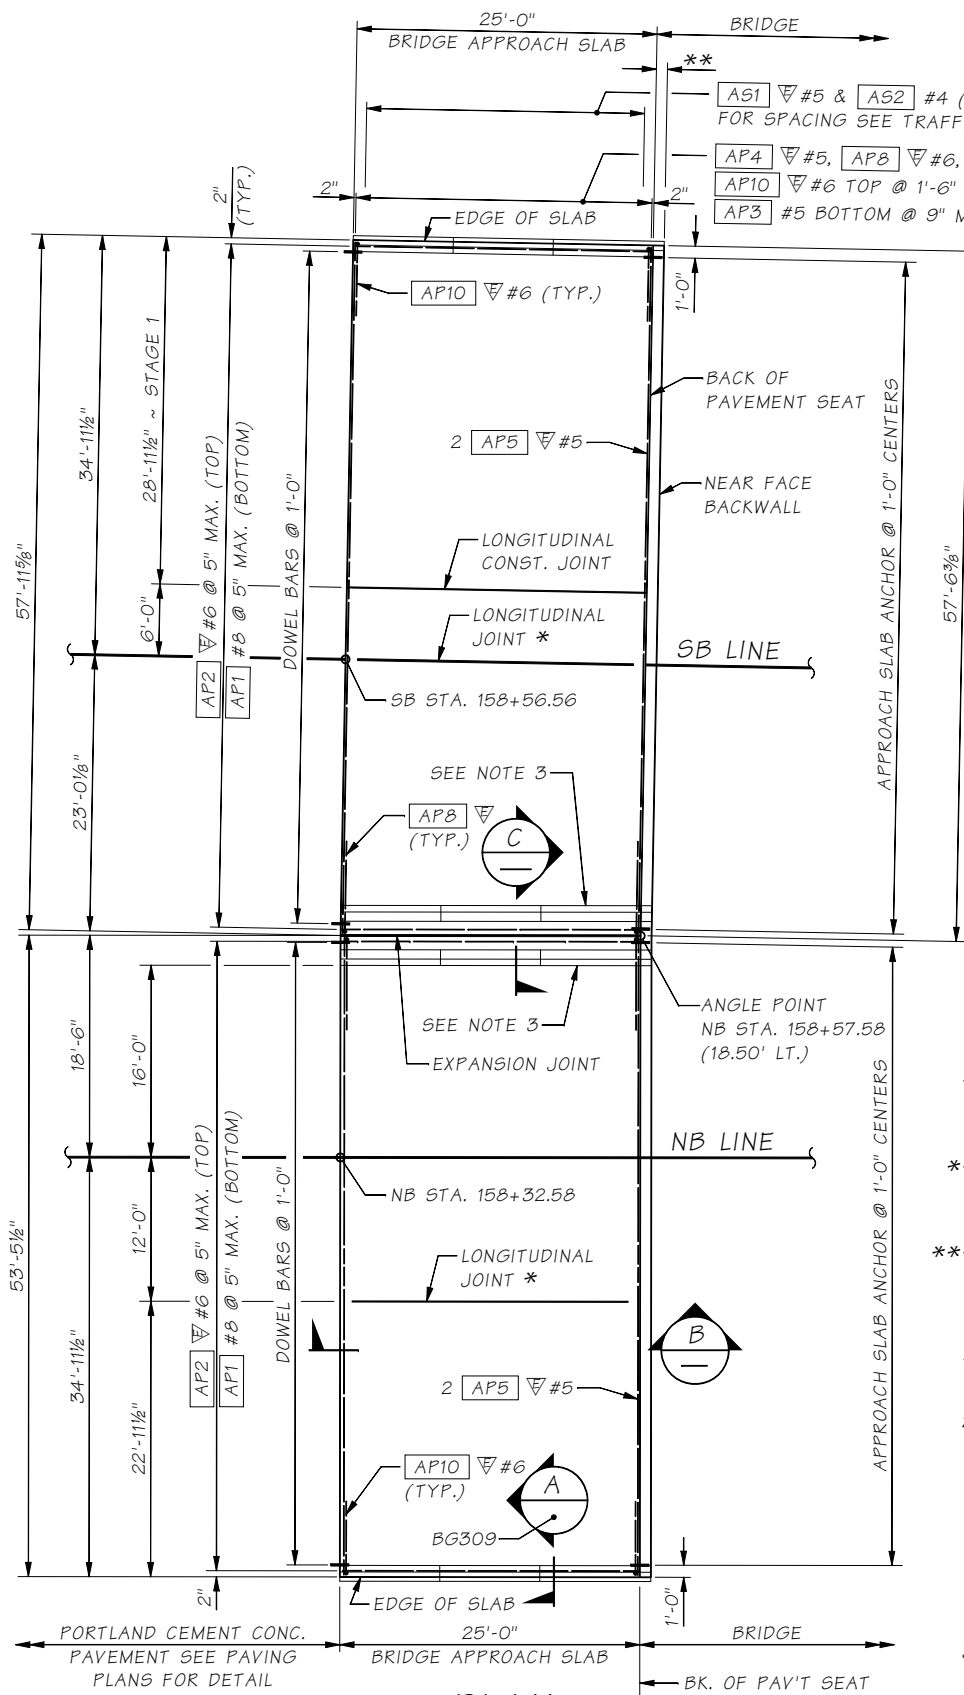 25'-0"
BRIDGE APPROACH SLAB
BRIDGE
**
AS1 E #5 & AS2 #4 (
FOR SPACING SEE TRAFF
AP4 E #5, AP8 E #6,
AP10 E #6 TOP @ 1'-6"
AP3 #5 BOTTOM @ 9" M
2"
(TYP.)
2"
2"
EDGE OF SLAB
1'-0"
AP10 E #6 (TYP.)
BACK OF
PAVEMENT SEAT
2 AP5 E #5
NEAR FACE
BACKWALL
LONGITUDINAL
CONST. JOINT
LONGITUDINAL
JOINT *
SB LINE
SB STA. 158+56.56
57'-11⅝"
34'-11½"
28'-11½" ~ STAGE 1
6'-0"
23'-0⅛"
AP2 E #6 @ 5" MAX. (TOP)
AP1 #8 @ 5" MAX. (BOTTOM)
DOWEL BARS @ 1'-0"
APPROACH SLAB ANCHOR @ 1'-0" CENTERS
57'-6⅜"
SEE NOTE 3
AP8 E
(TYP.)
C
SEE NOTE 3
EXPANSION JOINT
ANGLE POINT
NB STA. 158+57.58
(18.50' LT.)
NB LINE
NB STA. 158+32.58
53'-5½"
18'-6"
16'-0"
12'-0"
34'-11½"
22'-11½"
AP2 E #6 @ 5" MAX. (TOP)
AP1 #8 @ 5" MAX. (BOTTOM)
DOWEL BARS @ 1'-0"
APPROACH SLAB ANCHOR @ 1'-0" CENTERS
**
***
LONGITUDINAL
JOINT *
B
2 AP5 E #5
AP10 E #6
(TYP.)
A
BG309
2"
EDGE OF SLAB
1'-0"
PORTLAND CEMENT CONC.
PAVEMENT SEE PAVING
PLANS FOR DETAIL
25'-0"
BRIDGE APPROACH SLAB
BRIDGE
BK. OF PAV'T SEAT